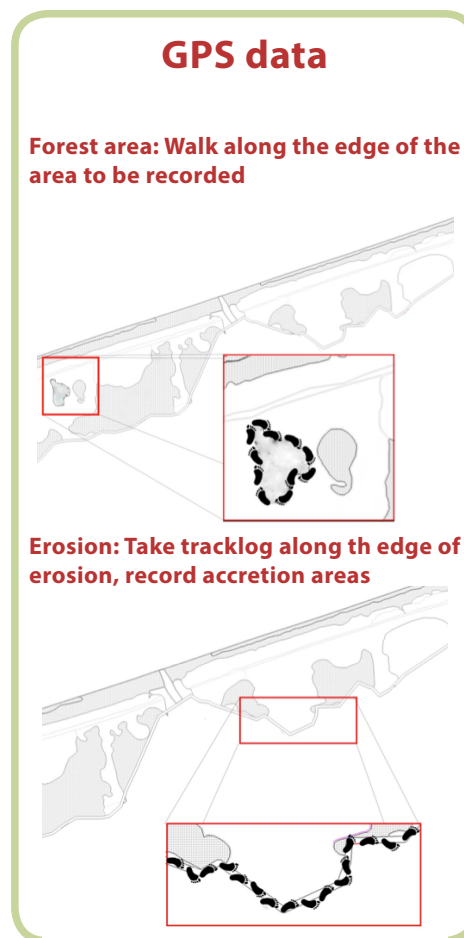 GPS data
Forest area: Walk along the edge of the
area to be recorded
Erosion: Take tracklog along th edge of
erosion, record accretion areas